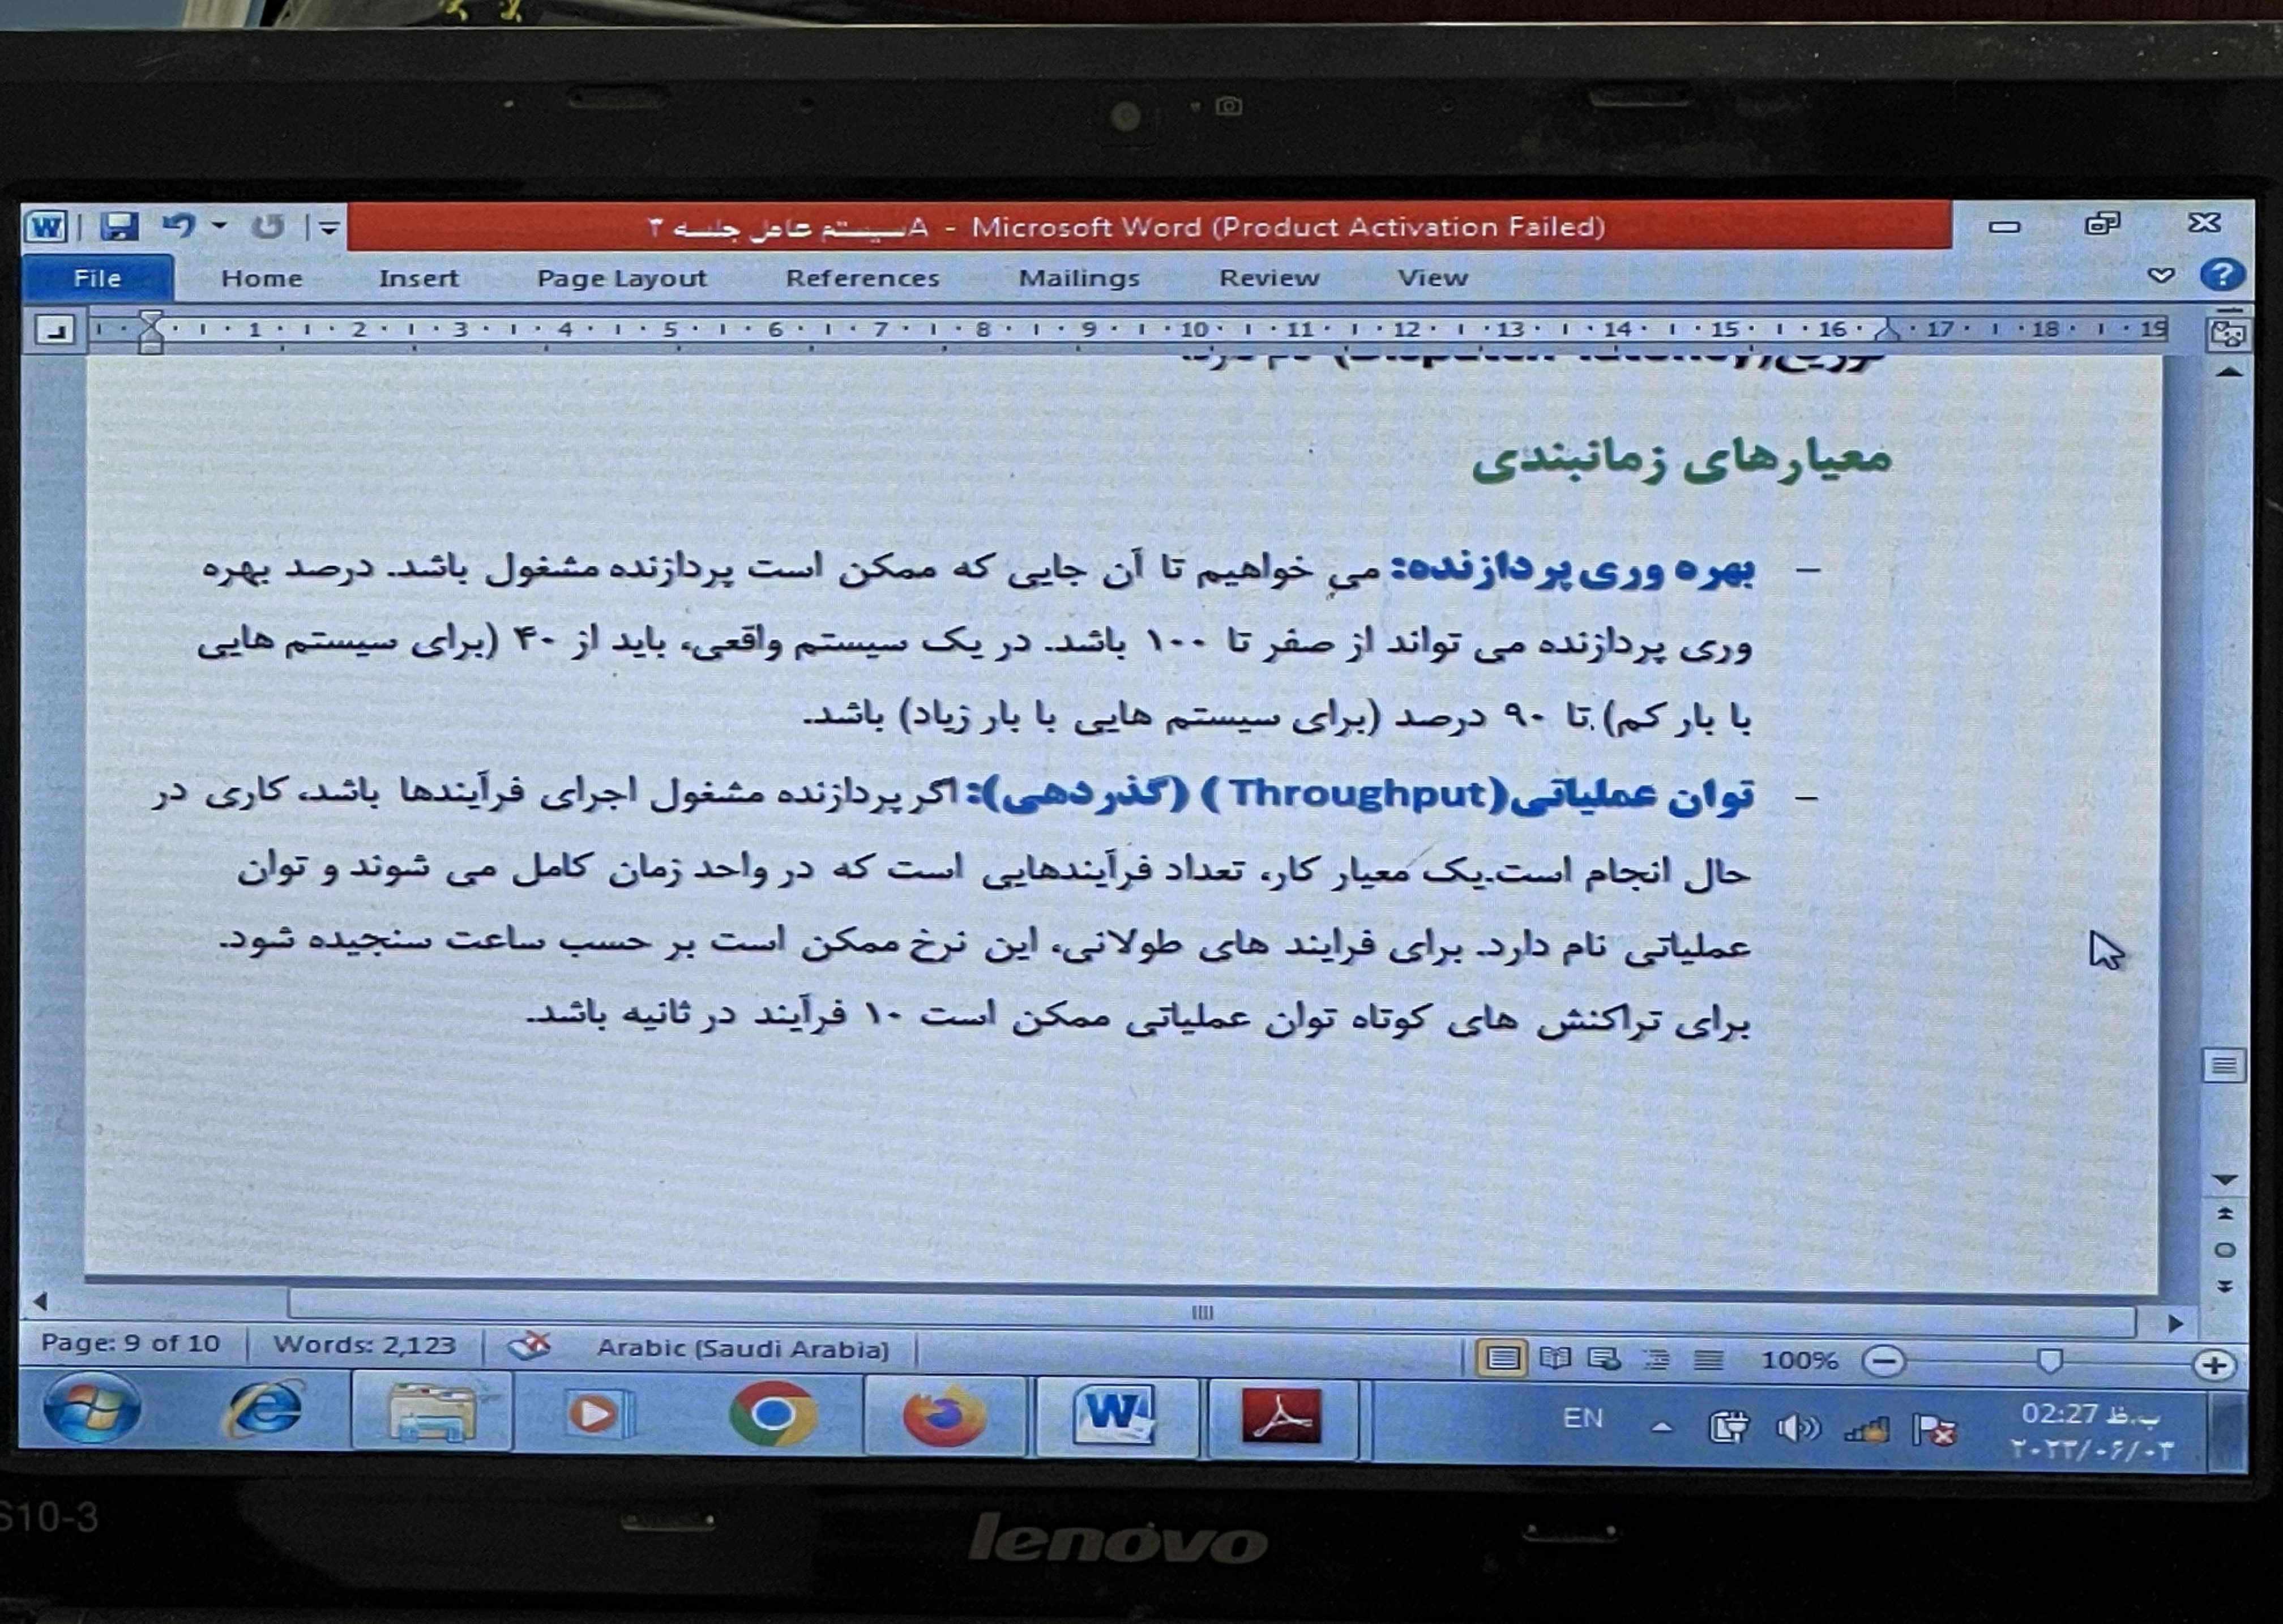 سیستم عامل جلسه ۳A - Microsoft Word (Product Activation Failed)
File Home Insert Page Layout References Mailings Review View
1 2 3 4 5 6 7 8 9 10 11 12 13 14 15 16 17 18 19
معیارهای زمانبندی
– بهره وری پردازنده: می خواهیم تا آن جایی که ممکن است پردازنده مشغول باشد. درصد بهره
وری پردازنده می تواند از صفر تا ۱۰۰ باشد. در یک سیستم واقعی، باید از ۴۰ (برای سیستم هایی
با بار کم) تا ۹۰ درصد (برای سیستم هایی با بار زیاد) باشد.
– توان عملیاتی(Throughput ) (گذردهی): اگر پردازنده مشغول اجرای فرآیندها باشد، کاری در
حال انجام است.یک معیار کار، تعداد فرآیندهایی است که در واحد زمان کامل می شوند و توان
عملیاتی نام دارد. برای فرایند های طولانی، این نرخ ممکن است بر حسب ساعت سنجیده شود.
برای تراکنش های کوتاه توان عملیاتی ممکن است ۱۰ فرآیند در ثانیه باشد.
Page: 9 of 10 Words: 2,123 Arabic (Saudi Arabia) 100%
EN 02:27 ب.ظ
۲۰۲۳/۰۶/۰۳
S10-3 lenovo